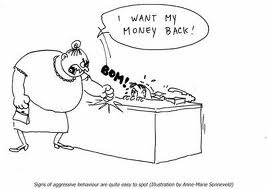 I WANT MY
MONEY BACK!
BOM!
Signs of aggressive behaviour are quite easy to spot (Illustration by Anne-Marie Sonneveld)